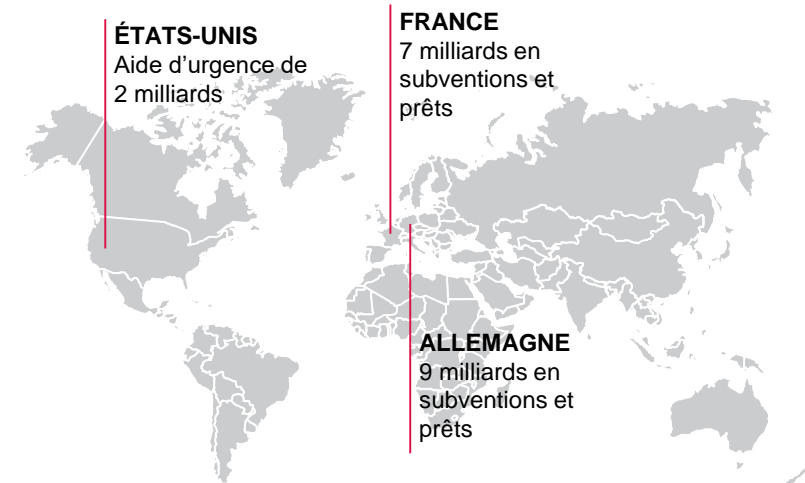 ÉTATS-UNIS
Aide d’urgence de
2 milliards
FRANCE
7 milliards en
subventions et
prêts
ALLEMAGNE
9 milliards en
subventions et
prêts